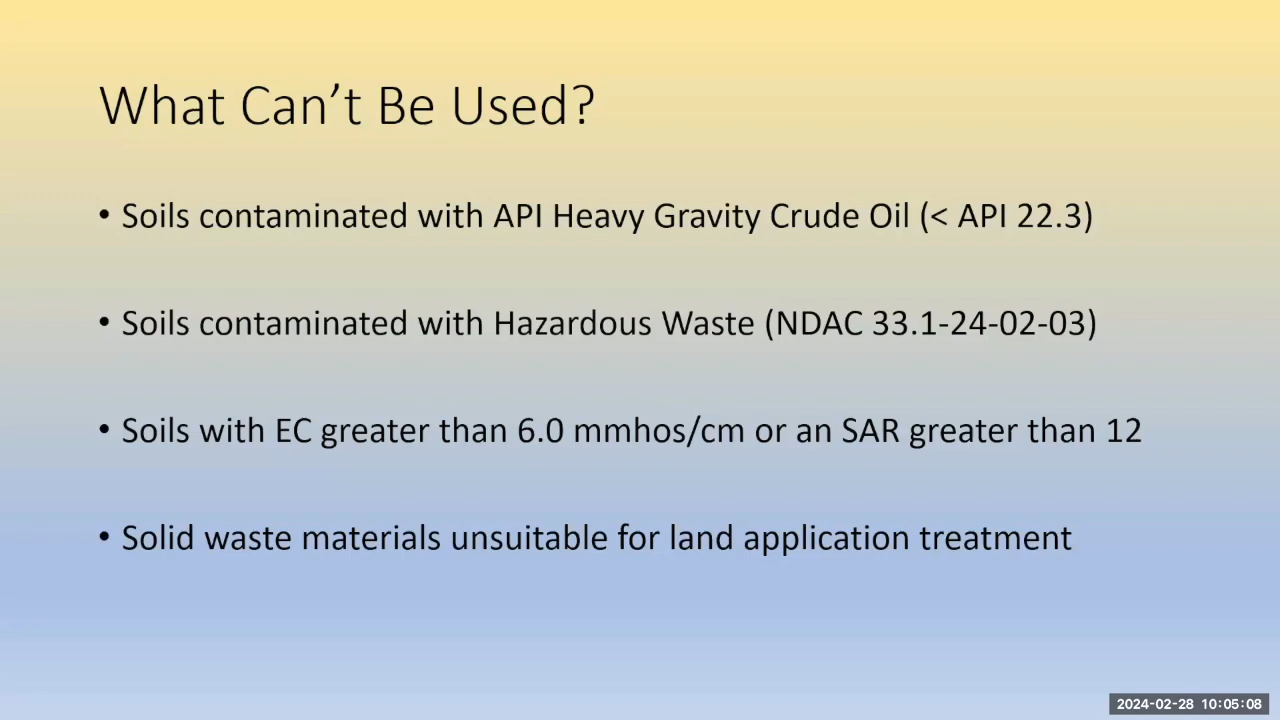 What Can’t Be Used?
• Soils contaminated with API Heavy Gravity Crude Oil (< API 22.3)
• Soils contaminated with Hazardous Waste (NDAC 33.1-24-02-03)
• Soils with EC greater than 6.0 mmhos/cm or an SAR greater than 12
• Solid waste materials unsuitable for land application treatment
2024-02-28 10:05:08